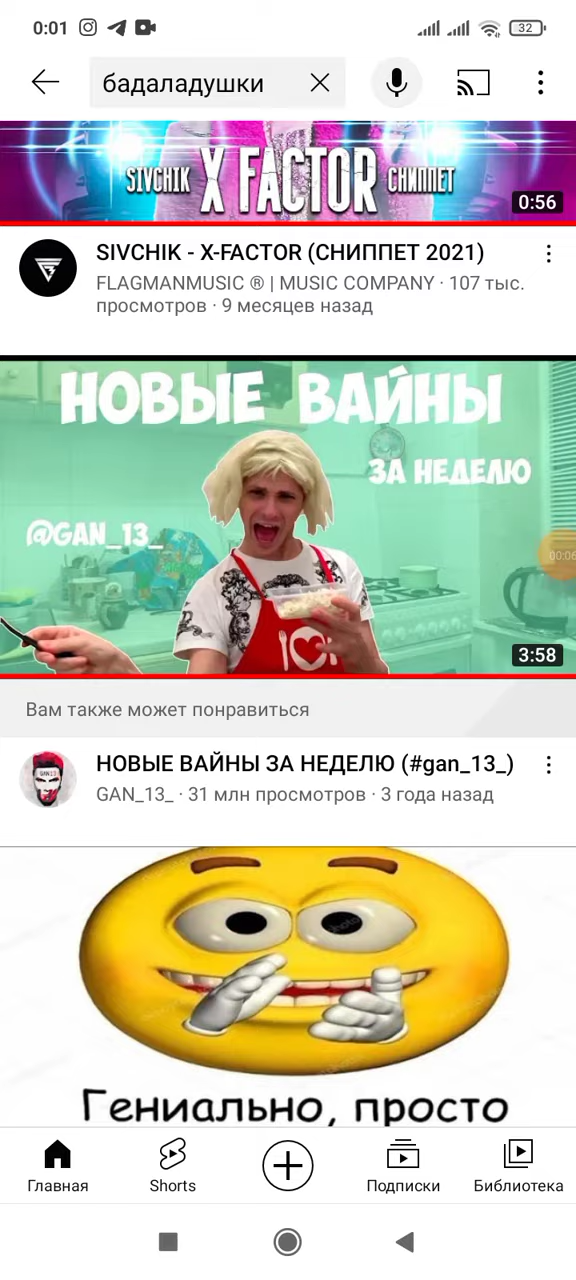 0:01
32
бадаладушки
SIVCHIK X FACTOR СНИППЕТ
0:56
SIVCHIK - X-FACTOR (СНИППЕТ 2021)
FLAGMANMUSIC ® | MUSIC COMPANY · 107 тыс.
просмотров · 9 месяцев назад
НОВЫЕ ВАЙНЫ
ЗА НЕДЕЛЮ
@GAN_13_
00:06
3:58
Вам также может понравиться
НОВЫЕ ВАЙНЫ ЗА НЕДЕЛЮ (#gan_13_)
GAN_13_ · 31 млн просмотров · 3 года назад
Гениально, просто
Главная
Shorts
Подписки
Библиотека